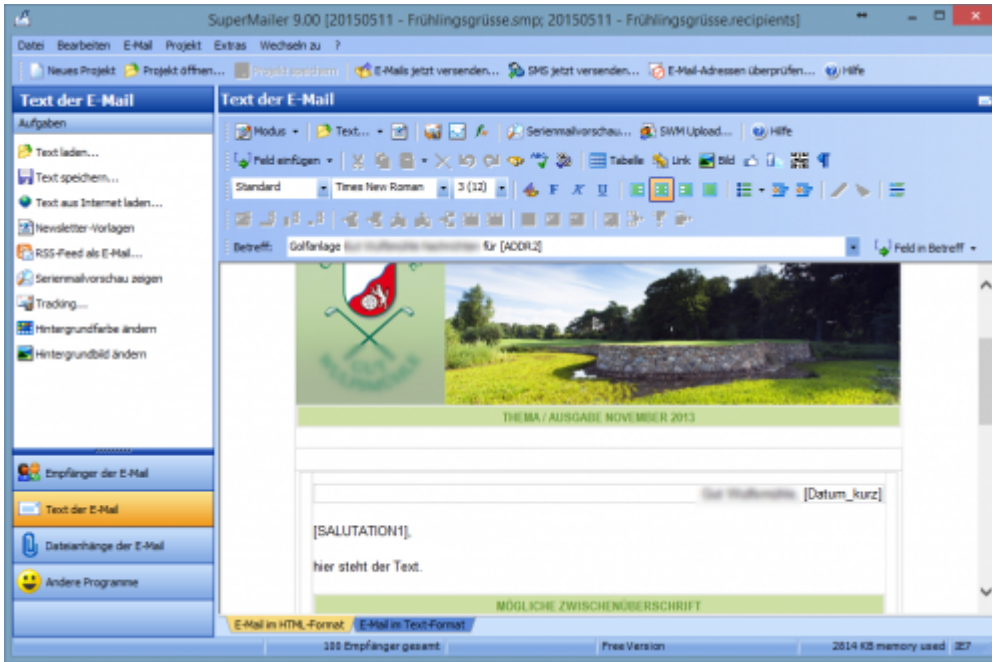 SuperMailer 9.00 [20150511 - Frühlingsgrüsse.smp; 20150511 - Frühlingsgrüsse.recipients]
Datei Bearbeiten E-Mail Projekt Extras Wechseln zu ?
Neues Projekt Projekt öffnen... Projekt speichern E-Mails jetzt versenden... SMS jetzt versenden... E-Mail-Adressen überprüfen... Hilfe
Text der E-Mail
Aufgaben
Text laden...
Text speichern...
Text aus Internet laden...
Newsletter-Vorlagen
RSS-Feed als E-Mail...
Serienmailvorschau zeigen
Tracking...
Hintergrundfarbe ändern
Hintergrundbild ändern
Empfänger der E-Mail
Text der E-Mail
Dateianhänge der E-Mail
Andere Programme
Text der E-Mail
Modus Text... Serienmailvorschau... SWM Upload... Hilfe
Feld einfügen Tabelle Link Bild
Standard Times New Roman 3 (12) F K U
Betreff: Golfanlage für [ADDR2] Feld in Betreff
GUT
THEMA / AUSGABE NOVEMBER 2013
[Datum_kurz]
[SALUTATION1],
hier steht der Text.
MÖGLICHE ZWISCHENÜBERSCHRIFT
E-Mail im HTML-Format E-Mail im Text-Format
100 Empfänger gesamt Free Version 2814 KB memory used IE7